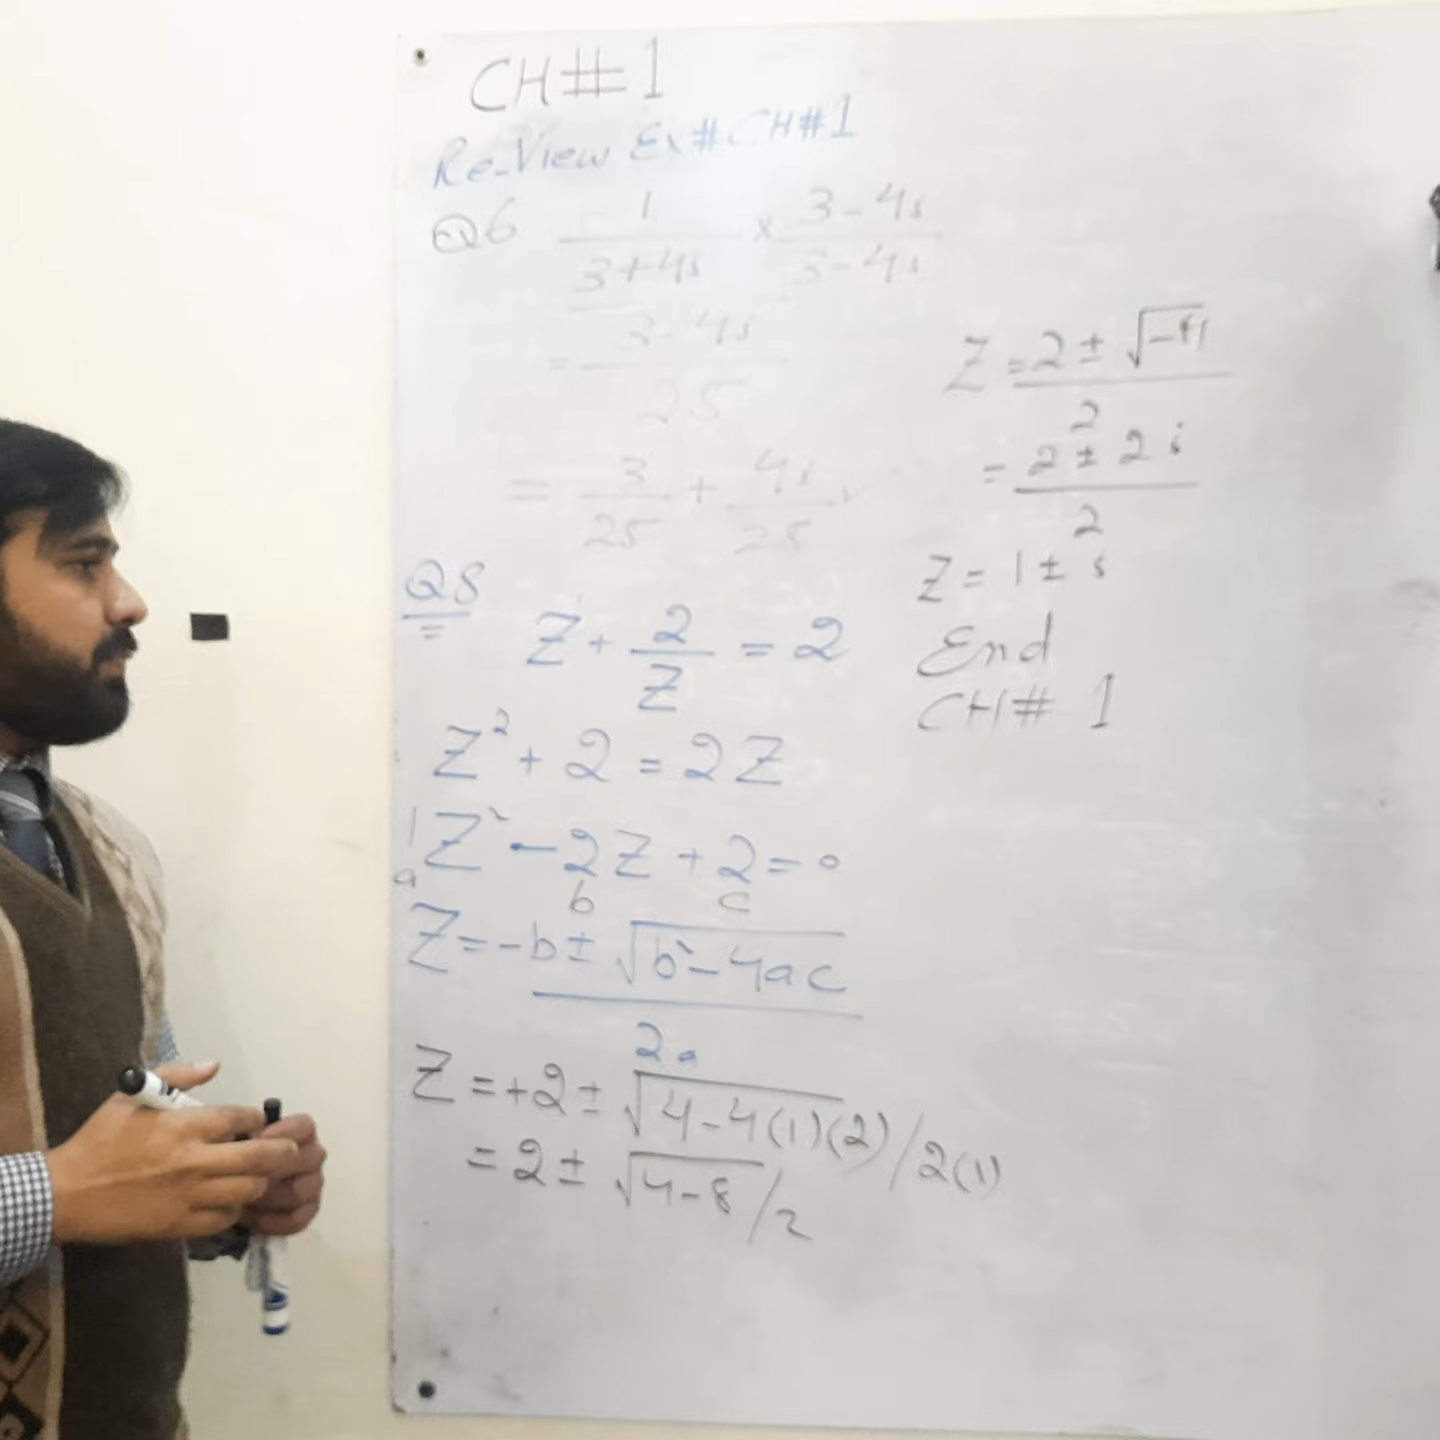 CH#1
Re-View Ex#CH#1
Q6 1/3+4i × 3-4i/3-4i
= 3-4i/25
= 3/25 + 4i/25
Q8
Z + 2/Z = 2
Z² + 2 = 2Z
1Z² - 2Z + 2 = 0
a b c
Z = -b ± √b²-4ac
2a
Z = +2 ± √4-4(1)(2)/2(1)
= 2 ± √4-8/2
Z = 2 ± √-4/2
= 2 ± 2i/2
Z = 1 ± i
End
CH# 1